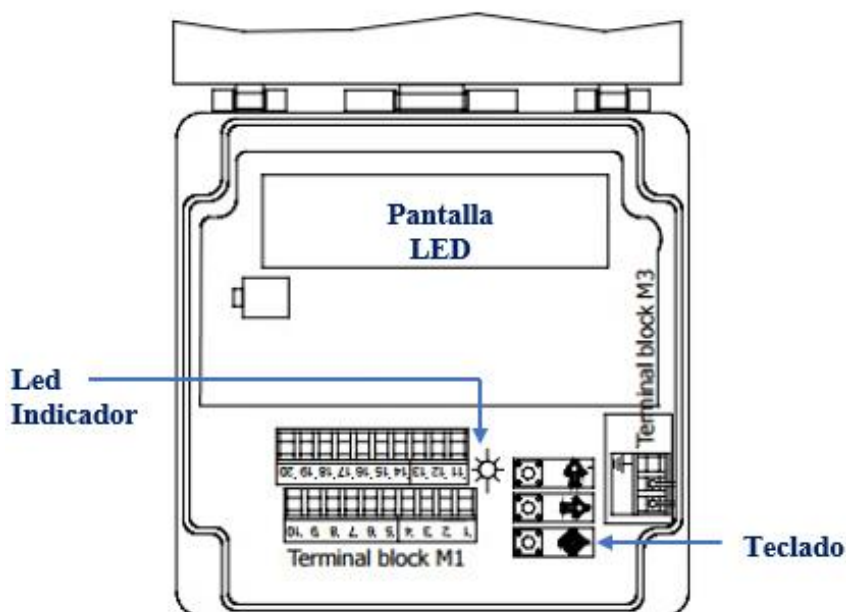 Pantalla
LED
Terminal block M3
Led
Indicador
20. 19. 18. 17. 16. 15. 14. 13. 12. 11.
10. 9 8 7 6 5 4 3 2 1.
Terminal block M1
Teclado